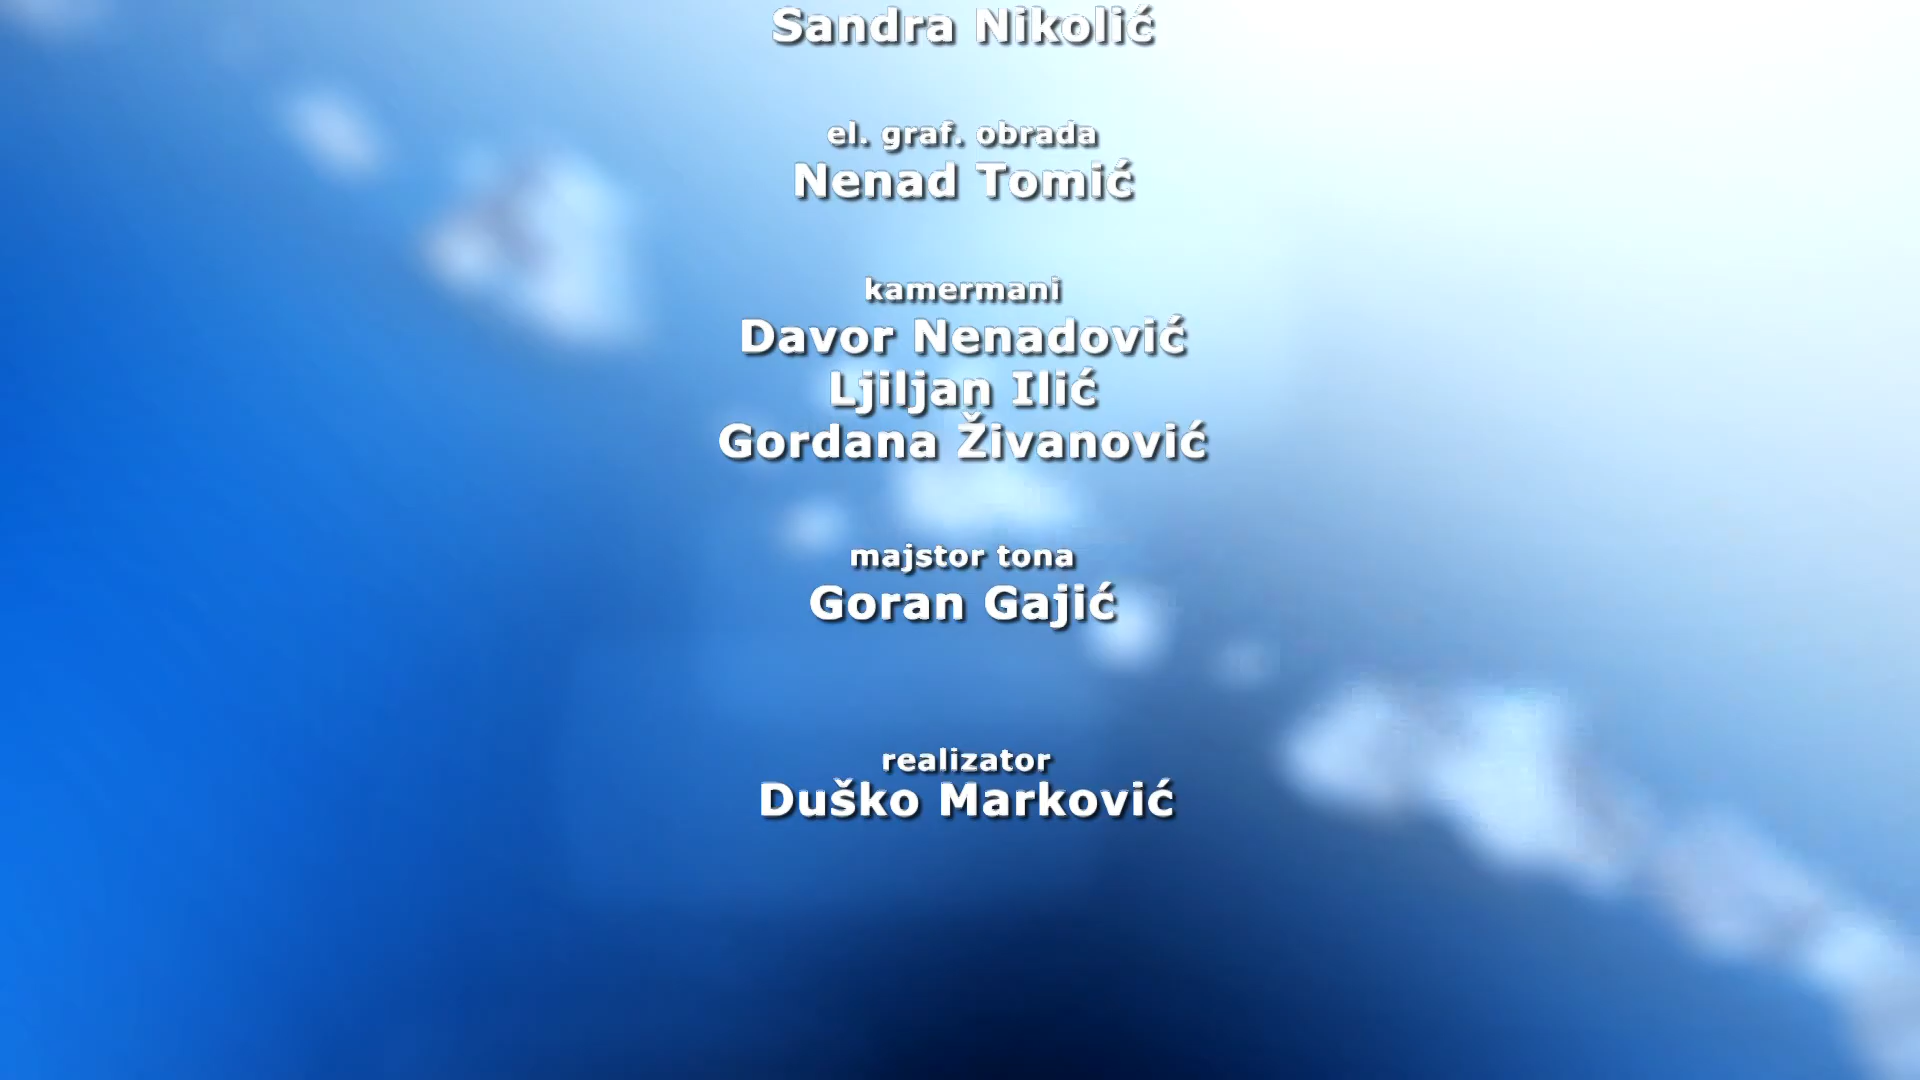 Sandra Nikolić
el. graf. obrada
Nenad Tomić
kamermani
Davor Nenadović
Ljiljan Ilić
Gordana Živanović
majstor tona
Goran Gajić
realizator
Duško Marković